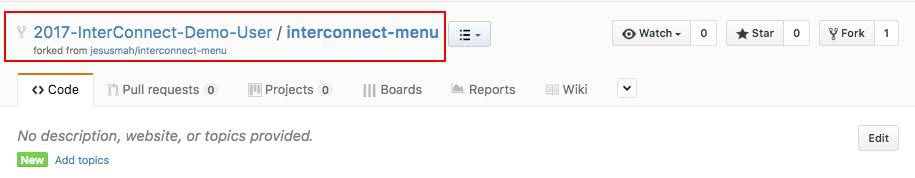 2017-InterConnect-Demo-User / interconnect-menu
forked from jesusmah/interconnect-menu
Watch 0 Star 0 Fork 1
Code Pull requests 0 Projects 0 Boards Reports Wiki
No description, website, or topics provided.
Edit
New Add topics